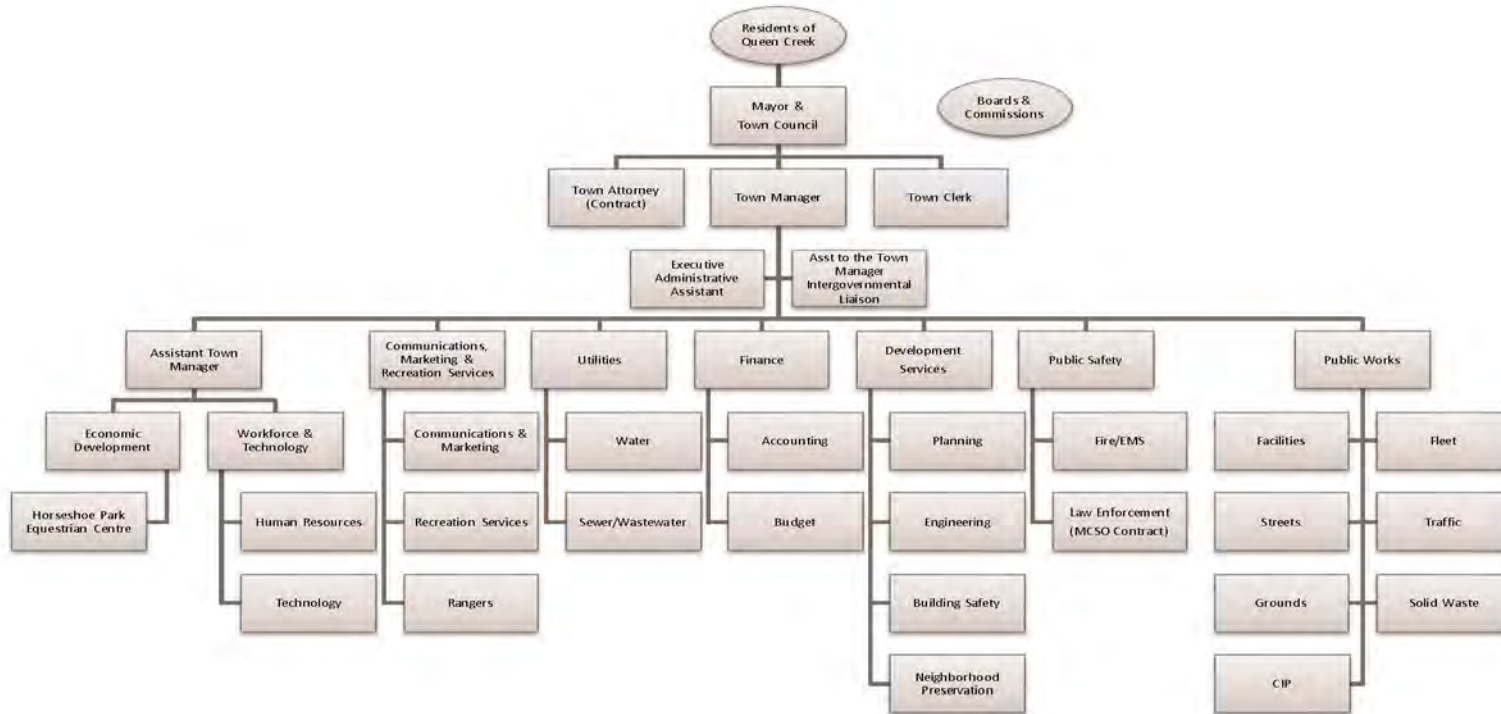 Residents of
Queen Creek
Mayor &
Town Council
Boards &
Commissions
Town Attorney
(Contract)
Town Manager
Town Clerk
Executive
Administrative
Assistant
Asst to the Town
Manager
Intergovernmental
Liaison
Assistant Town
Manager
Communications,
Marketing &
Recreation Services
Utilities
Finance
Development
Services
Public Safety
Public Works
Economic
Development
Workforce &
Technology
Communications &
Marketing
Water
Accounting
Planning
Fire/EMS
Facilities
Fleet
Horseshoe Park
Equestrian Centre
Human Resources
Recreation Services
Sewer/Wastewater
Budget
Engineering
Law Enforcement
(MCSO Contract)
Streets
Traffic
Technology
Rangers
Building Safety
Grounds
Solid Waste
Neighborhood
Preservation
CIP